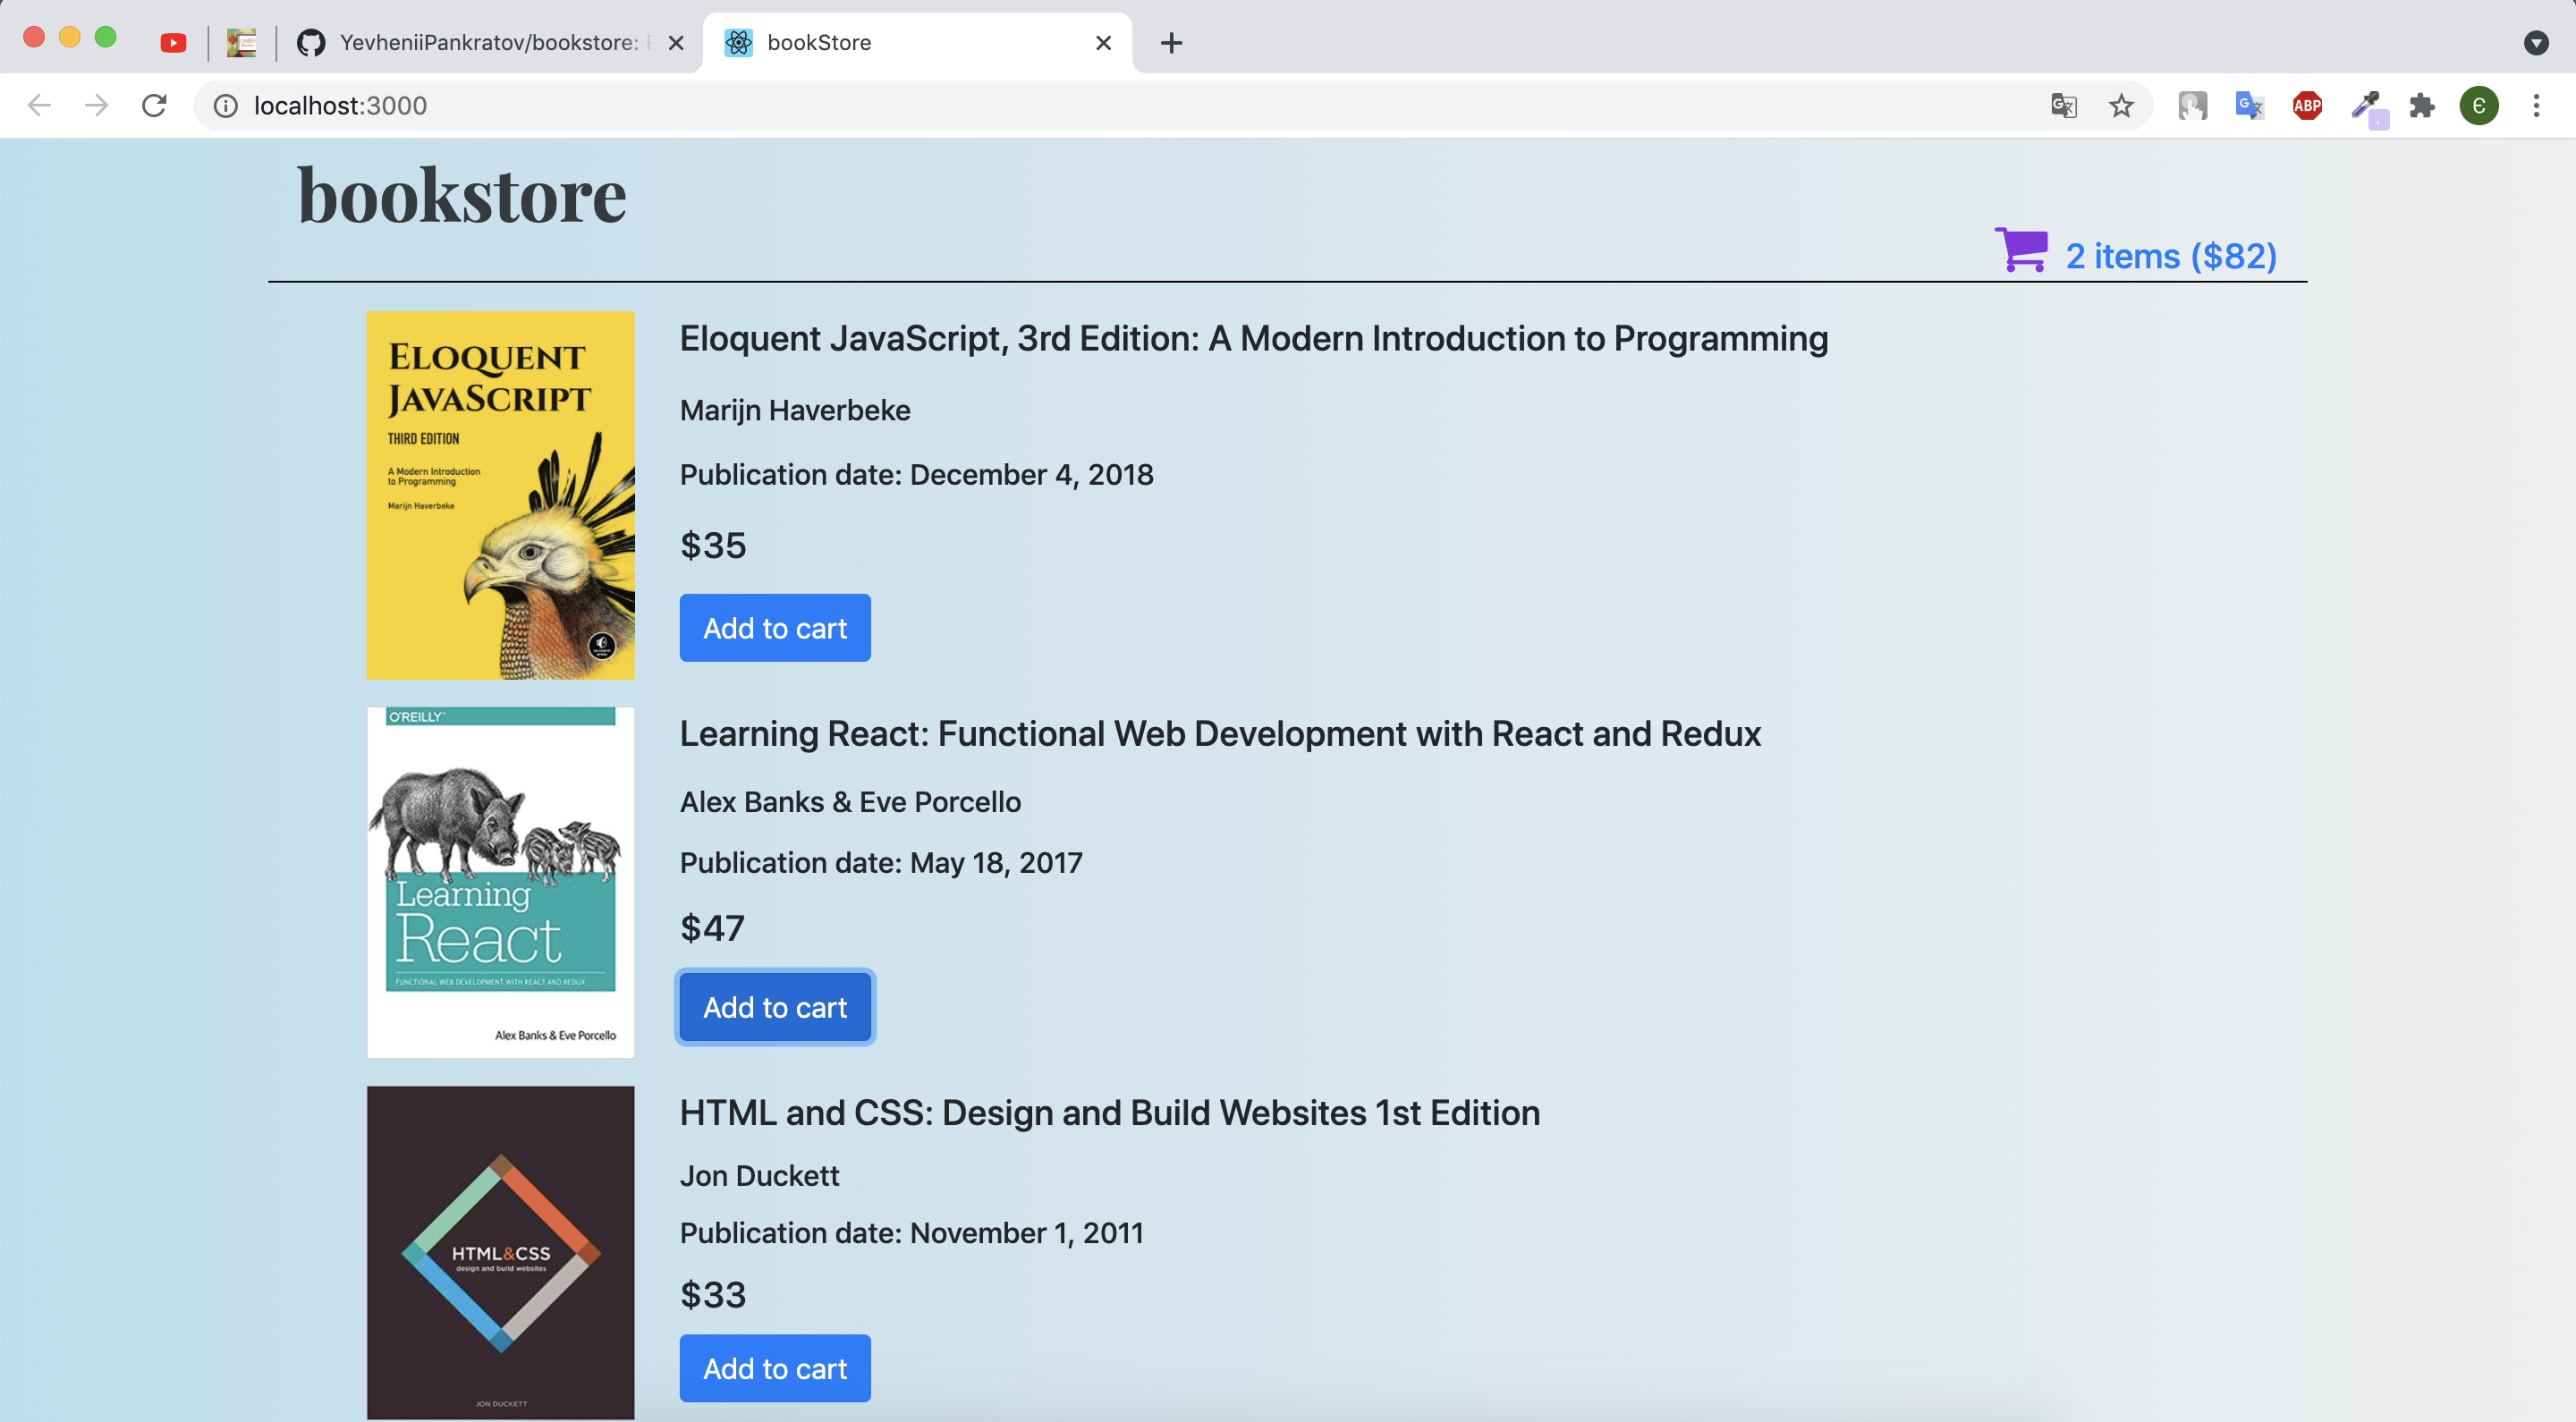 YevheniiPankratov/bookstore:
bookStore
localhost:3000
ABP
Є
bookstore
2 items ($82)
ELOQUENT
JAVASCRIPT
THIRD EDITION
A Modern Introduction
to Programming
Marijn Haverbeke
Eloquent JavaScript, 3rd Edition: A Modern Introduction to Programming
Marijn Haverbeke
Publication date: December 4, 2018
$35
Add to cart
O'REILLY
Learning
React
FUNCTIONAL WEB DEVELOPMENT WITH REACT AND REDUX
Alex Banks & Eve Porcello
Learning React: Functional Web Development with React and Redux
Alex Banks & Eve Porcello
Publication date: May 18, 2017
$47
Add to cart
HTML&CSS
design and build websites
JON DUCKETT
HTML and CSS: Design and Build Websites 1st Edition
Jon Duckett
Publication date: November 1, 2011
$33
Add to cart